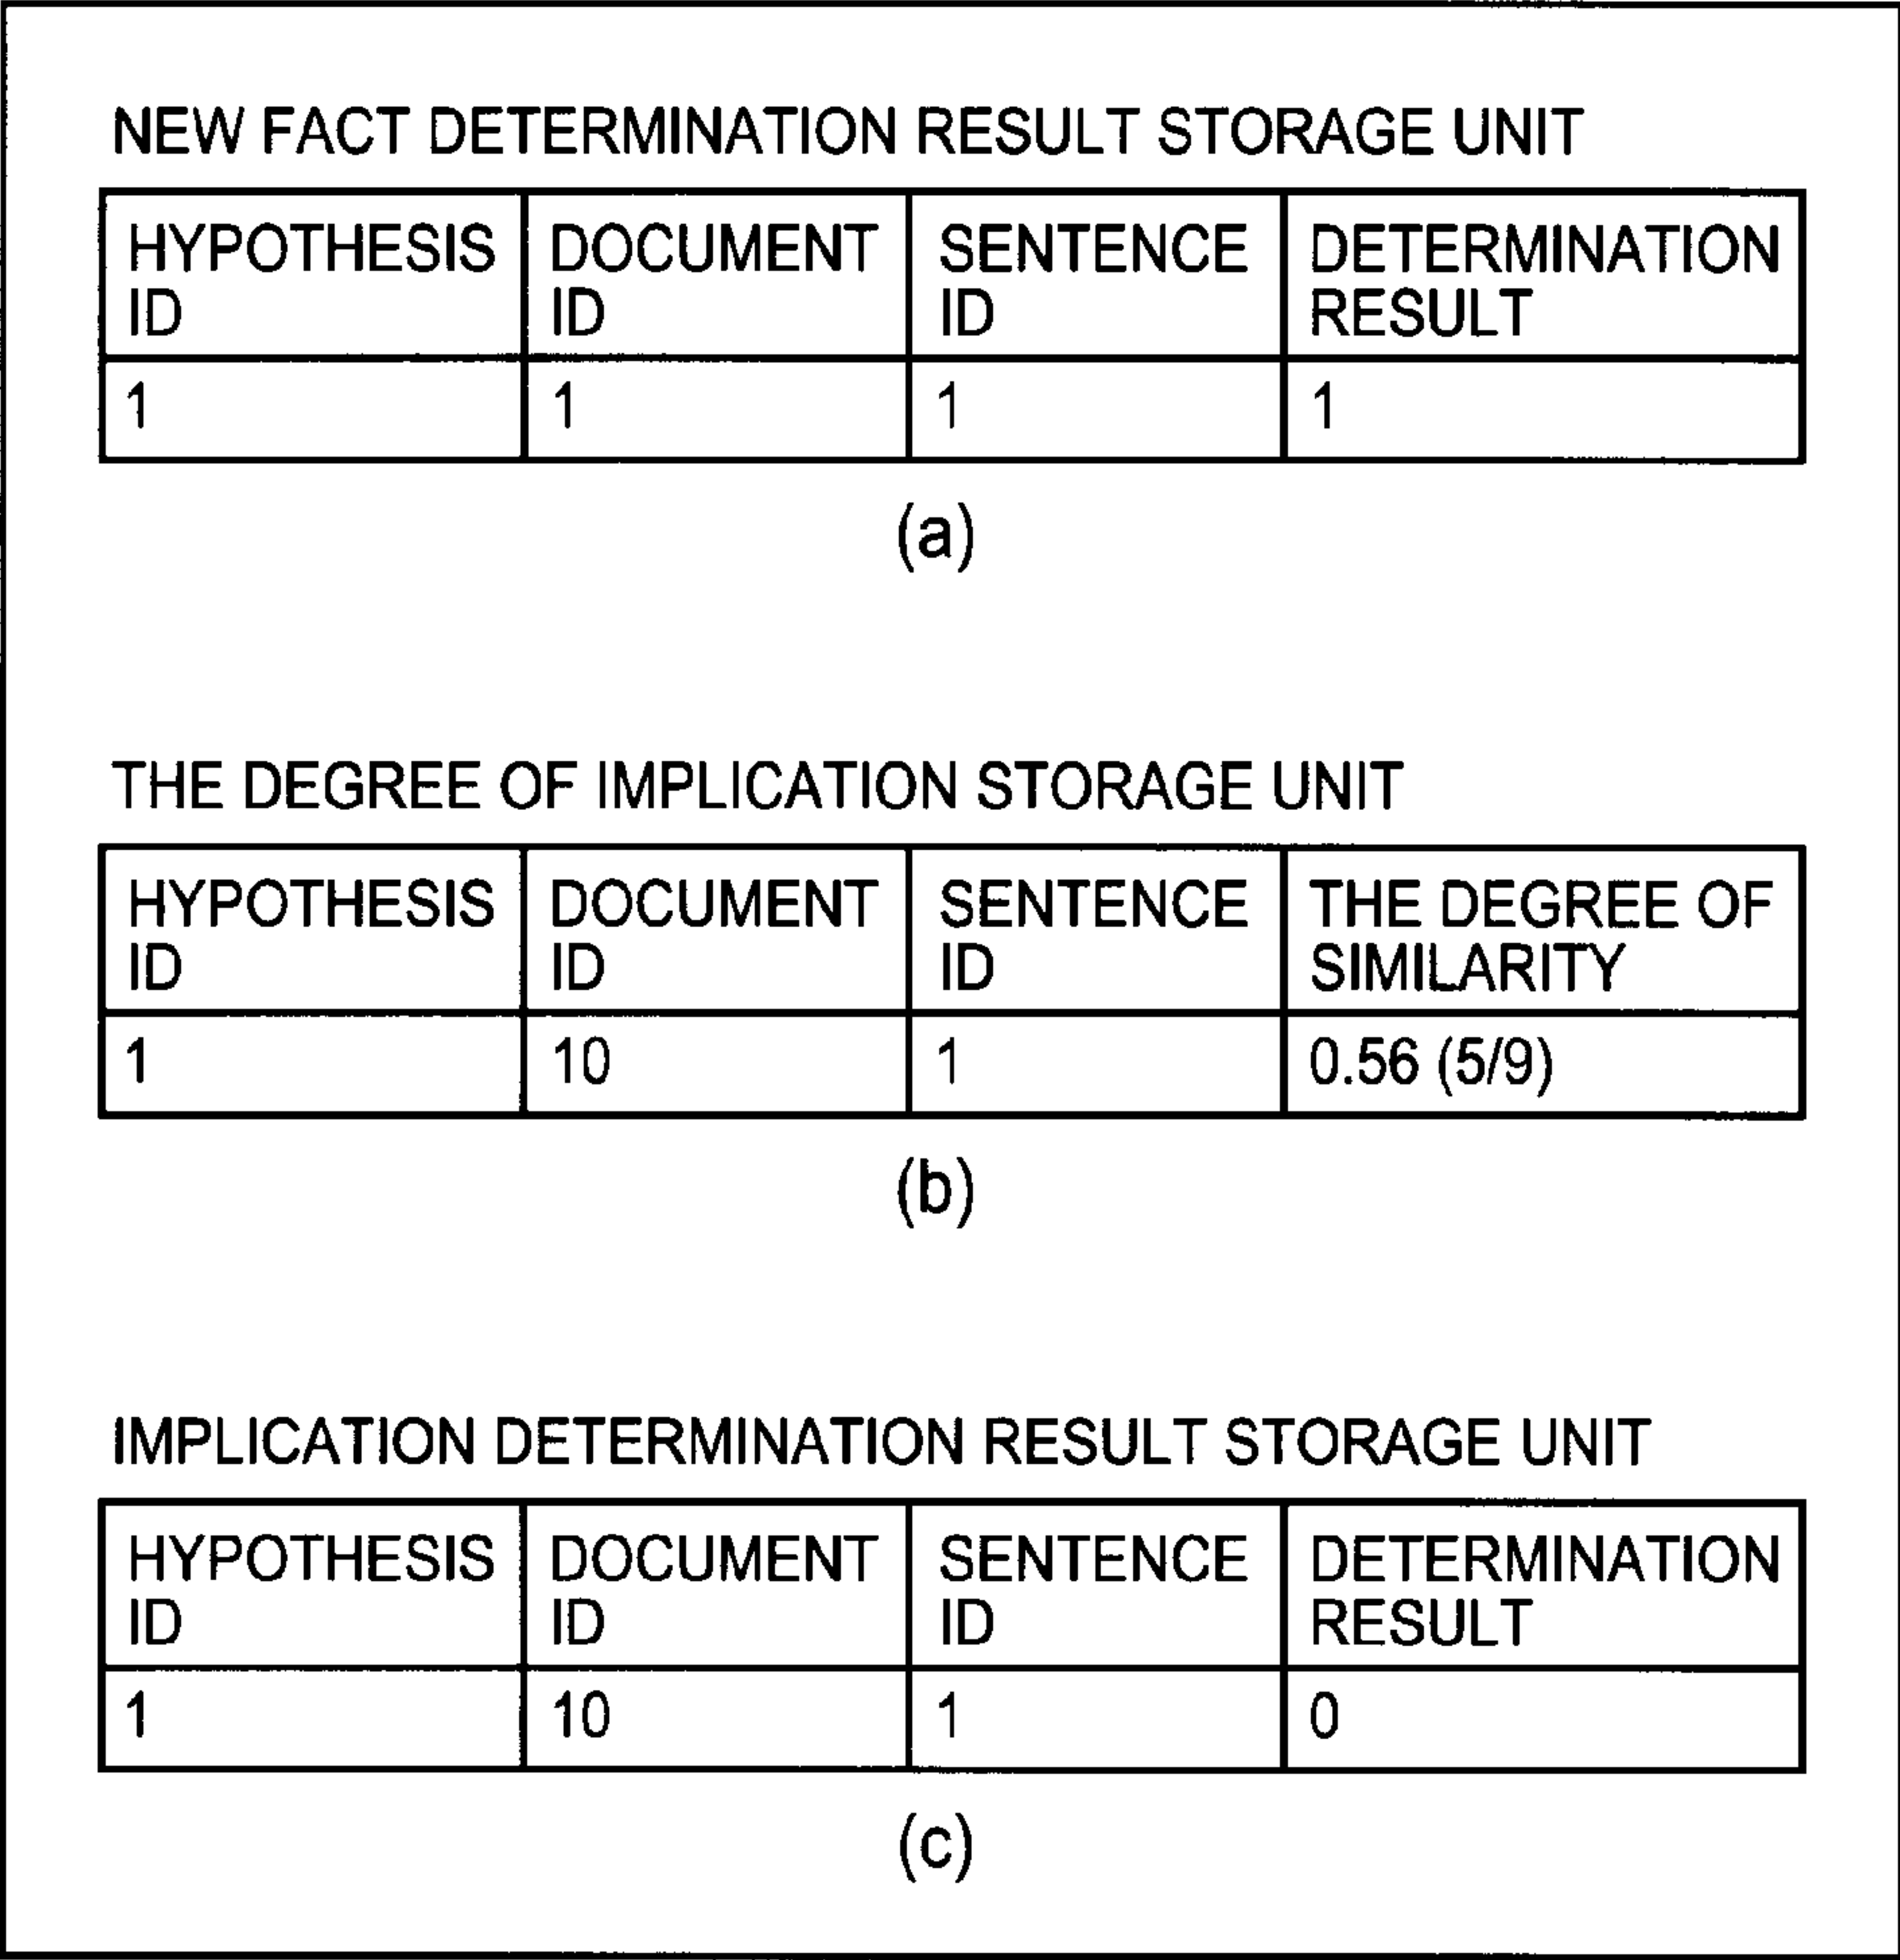 NEW FACT DETERMINATION RESULT STORAGE UNIT
HYPOTHESIS ID DOCUMENT ID SENTENCE ID DETERMINATION RESULT
1 1 1 1
(a)
THE DEGREE OF IMPLICATION STORAGE UNIT
HYPOTHESIS ID DOCUMENT ID SENTENCE ID THE DEGREE OF SIMILARITY
1 10 1 0.56 (5/9)
(b)
IMPLICATION DETERMINATION RESULT STORAGE UNIT
HYPOTHESIS ID DOCUMENT ID SENTENCE ID DETERMINATION RESULT
1 10 1 0
(c)